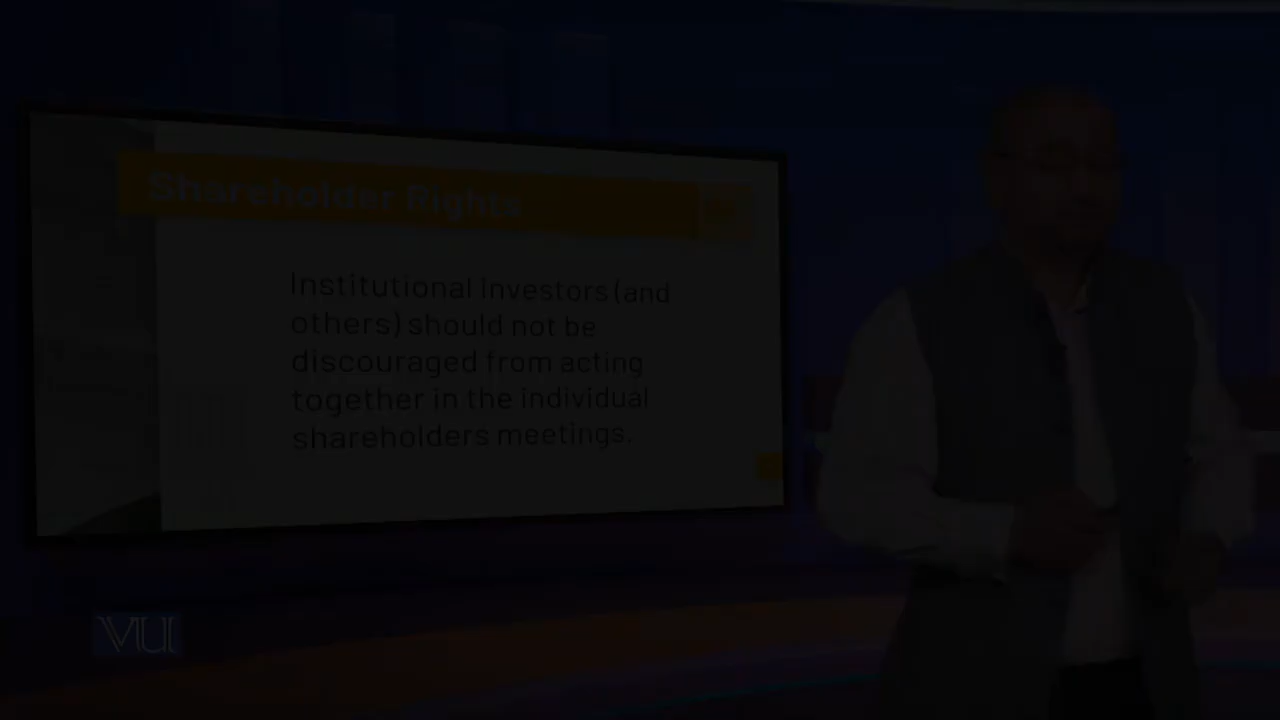 Shareholder Rights
Institutional investors (and
others) should not be
discouraged from acting
together in the individual
shareholders meetings.
VU